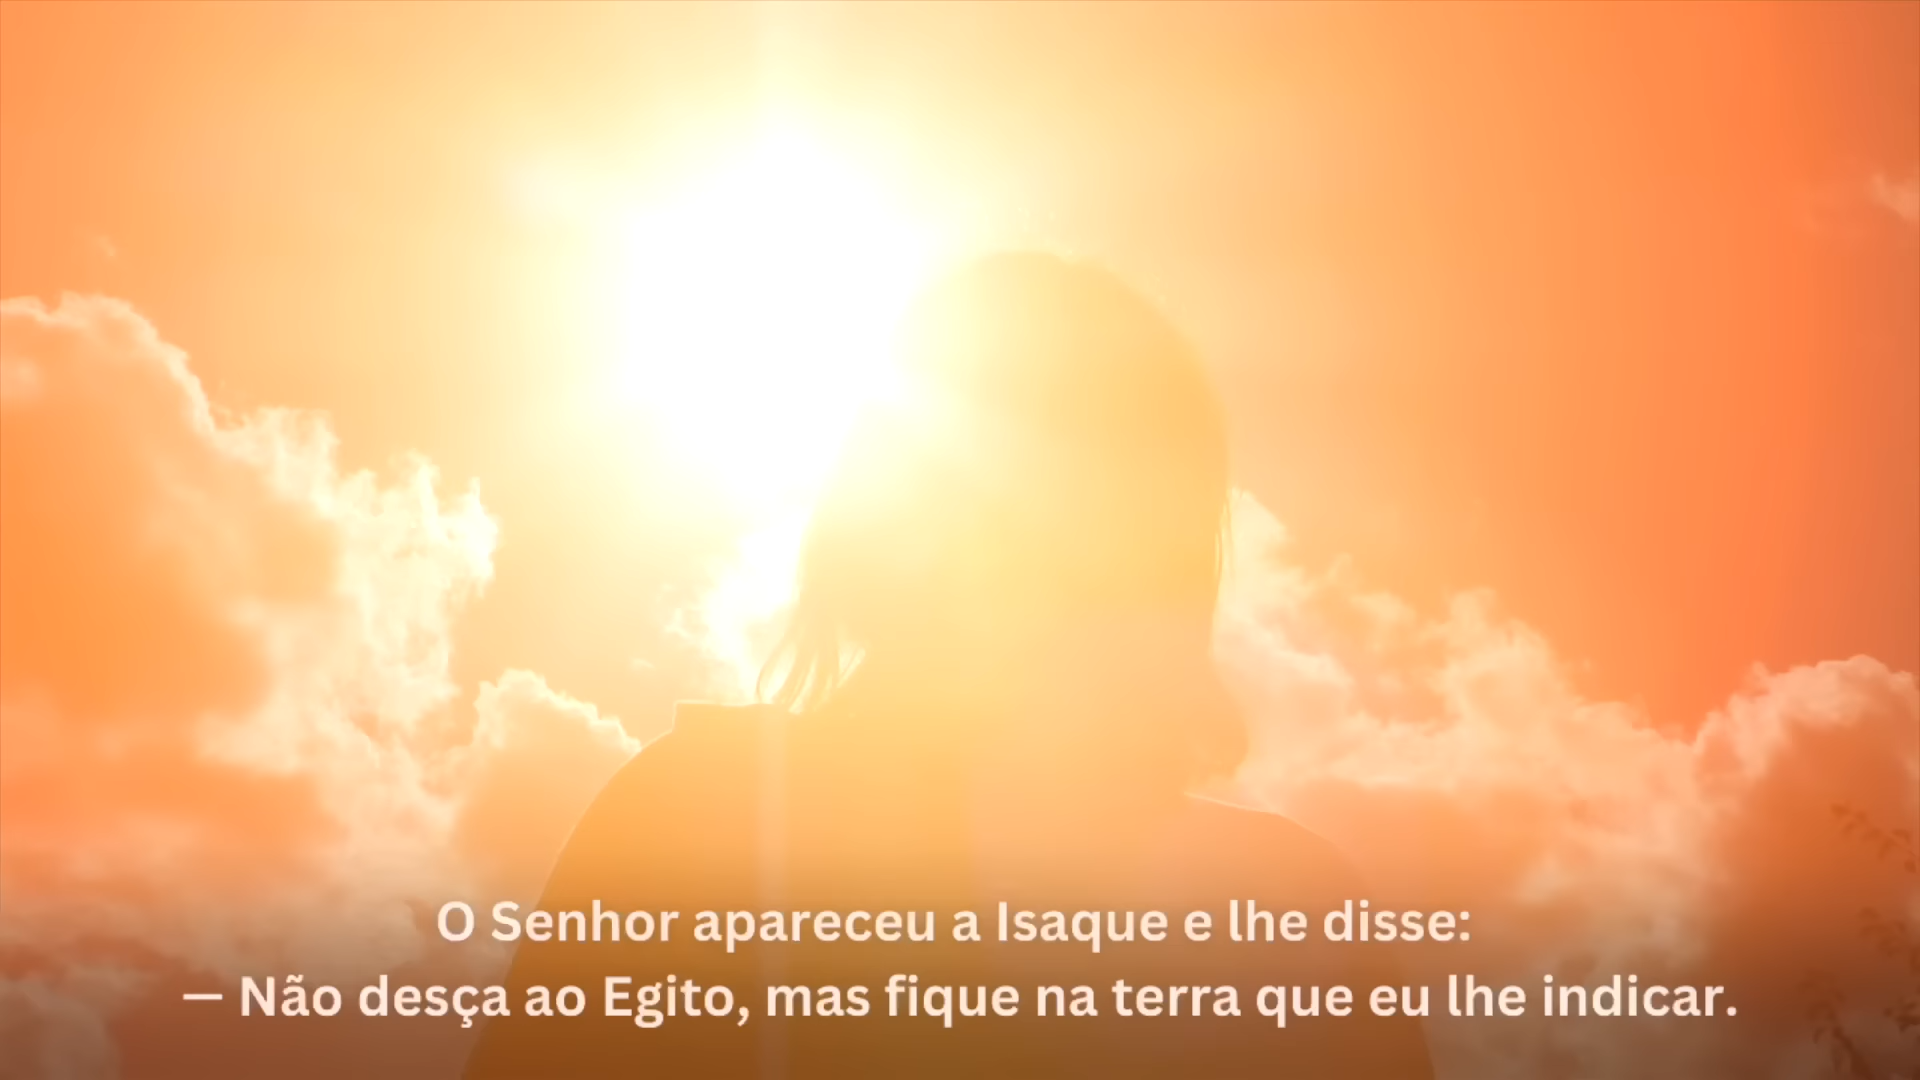 O Senhor apareceu a Isaque e lhe disse:
— Não desça ao Egito, mas fique na terra que eu lhe indicar.